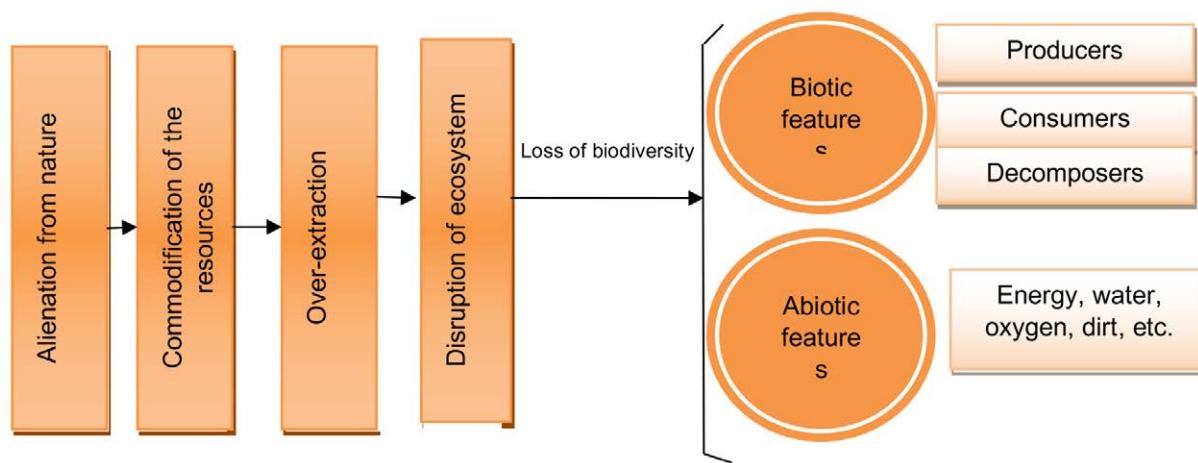 Alienation from nature
Commodification of the
resources
Over-extraction
Disruption of ecosystem
Loss of biodiversity
Biotic
feature
s
Producers
Consumers
Decomposers
Abiotic
feature
s
Energy, water,
oxygen, dirt, etc.